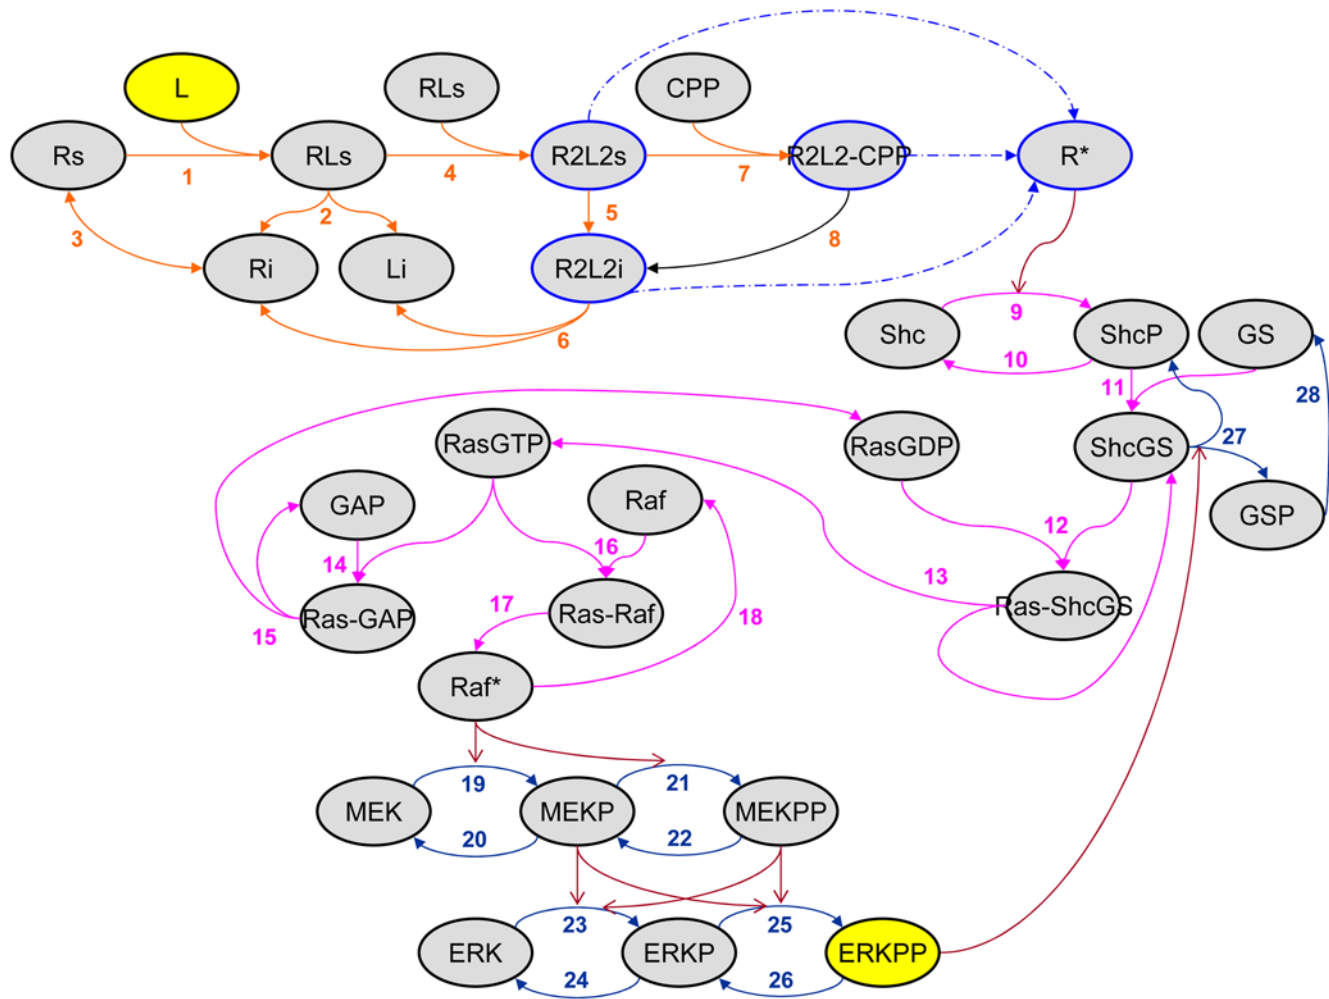 L
RLs
CPP
Rs
1
RLs
4
R2L2s
7
R2L2-CPP
R*
2
5
3
8
Ri
Li
R2L2i
6
9
Shc
ShcP
GS
10
11
28
RasGTP
RasGDP
ShcGS
27
GAP
Raf
GSP
12
16
14
13
17
Ras-ShcGS
Ras-GAP
Ras-Raf
18
15
Raf*
19
21
MEK
MEKP
MEKPP
20
22
23
25
ERK
ERKP
ERKPP
24
26